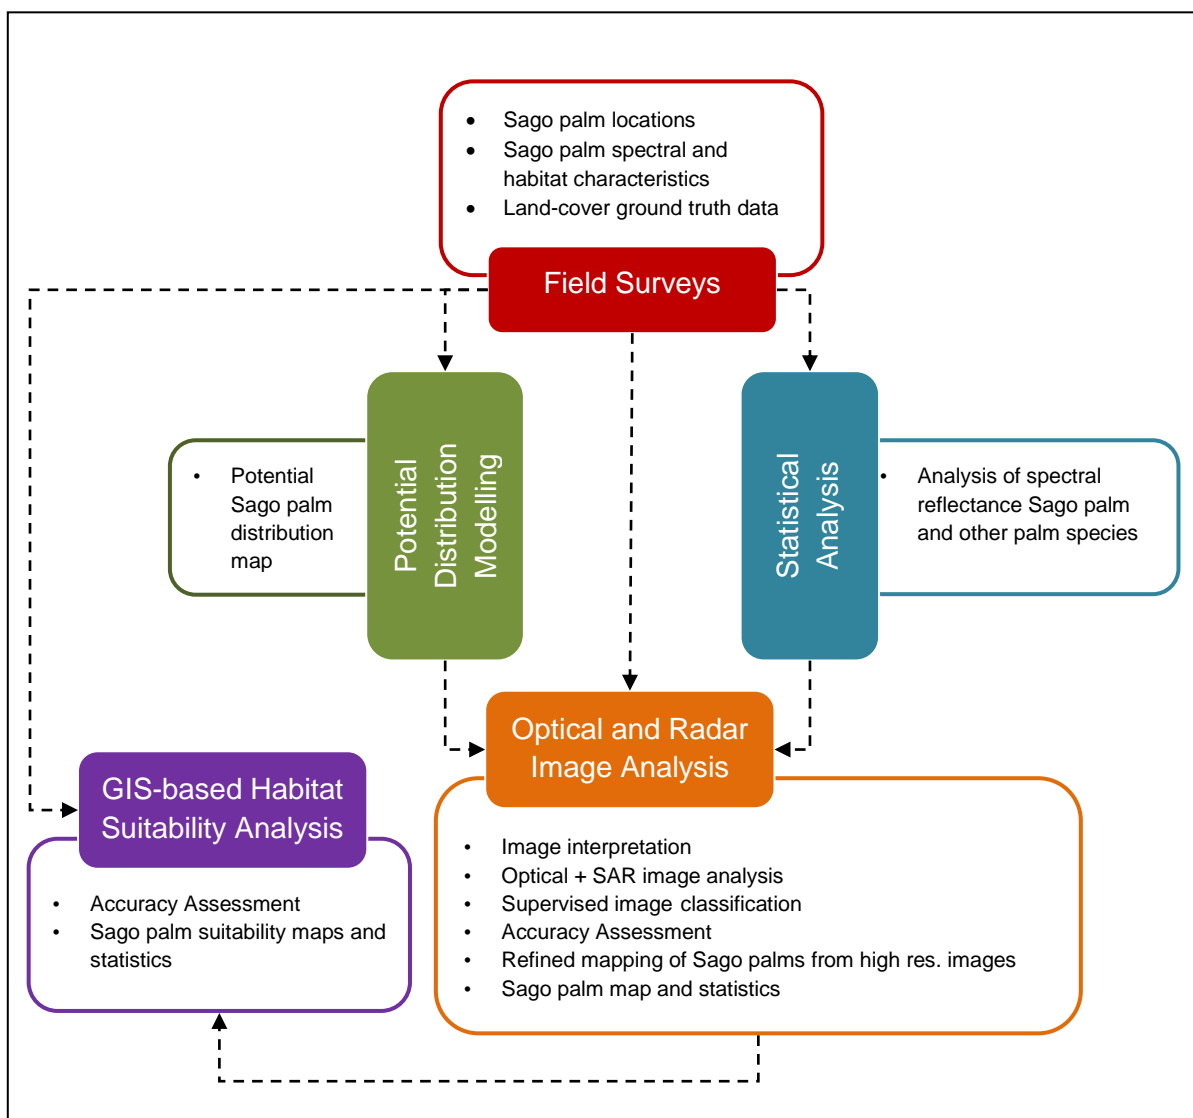 • Sago palm locations
• Sago palm spectral and
habitat characteristics
• Land-cover ground truth data
Field Surveys
Potential
Distribution
Modelling
• Potential
Sago palm
distribution
map
Statistical
Analysis
• Analysis of spectral
reflectance Sago palm
and other palm species
Optical and Radar
Image Analysis
• Image interpretation
• Optical + SAR image analysis
• Supervised image classification
• Accuracy Assessment
• Refined mapping of Sago palms from high res. images
• Sago palm map and statistics
GIS-based Habitat
Suitability Analysis
• Accuracy Assessment
• Sago palm suitability maps and
statistics